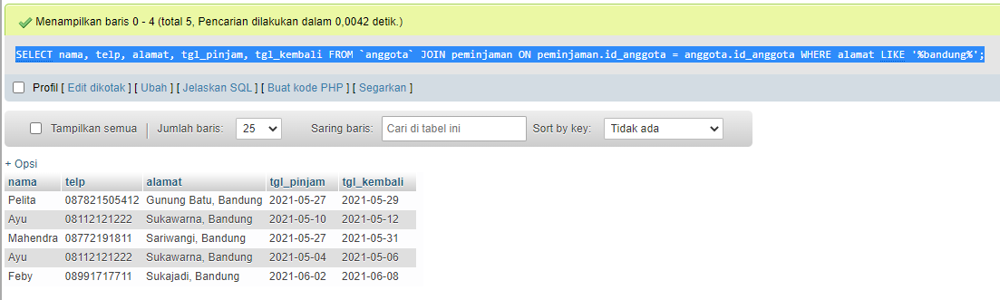 Menampilkan baris 0 - 4 (total 5, Pencarian dilakukan dalam 0,0042 detik.)
SELECT nama, telp, alamat, tgl_pinjam, tgl_kembali FROM `anggota` JOIN peminjaman ON peminjaman.id_anggota = anggota.id_anggota WHERE alamat LIKE '%bandung%';
Profil [ Edit dikotak ] [ Ubah ] [ Jelaskan SQL ] [ Buat kode PHP ] [ Segarkan ]
Tampilkan semua | Jumlah baris: 25 Saring baris: Cari di tabel ini Sort by key: Tidak ada
+ Opsi
nama telp alamat tgl_pinjam tgl_kembali
Pelita 087821505412 Gunung Batu, Bandung 2021-05-27 2021-05-29
Ayu 08112121222 Sukawarna, Bandung 2021-05-10 2021-05-12
Mahendra 08772191811 Sariwangi, Bandung 2021-05-27 2021-05-31
Ayu 08112121222 Sukawarna, Bandung 2021-05-04 2021-05-06
Feby 08991717711 Sukajadi, Bandung 2021-06-02 2021-06-08